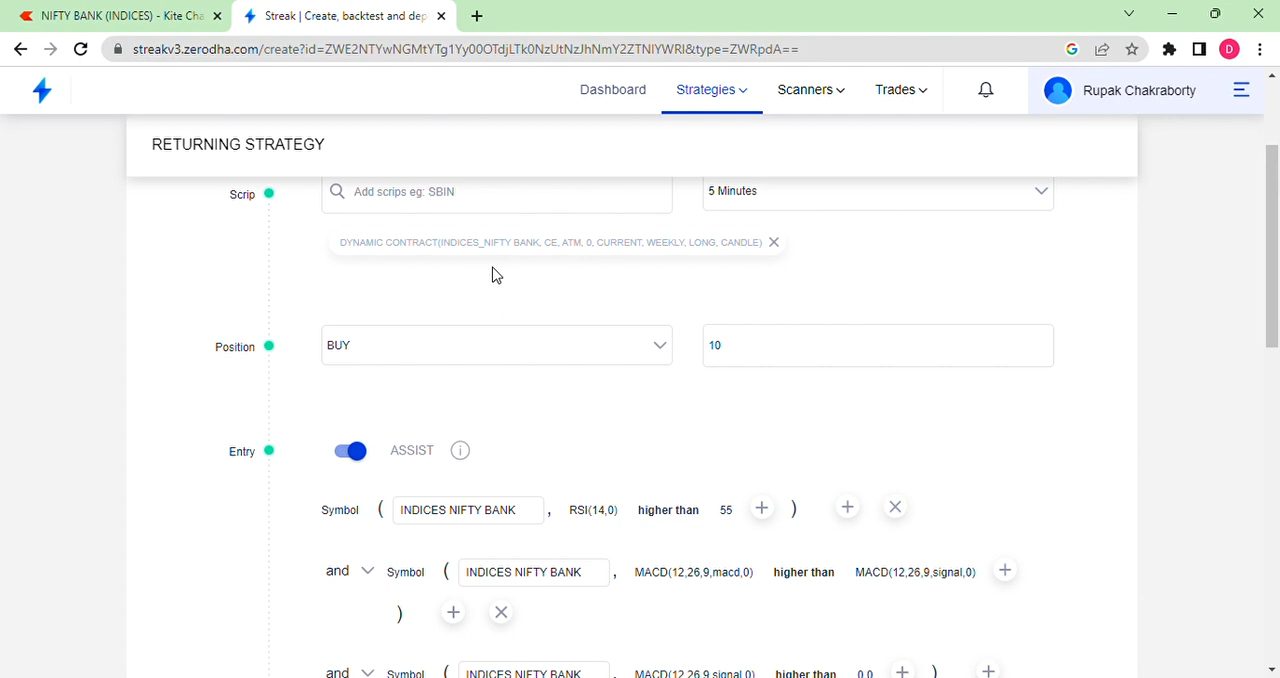 NIFTY BANK (INDICES) - Kite Cha
Streak | Create, backtest and dep
streakv3.zerodha.com/create?id=ZWE2NTYwNGMtYTg1Yy00OTdjLTk0NzUtNzJhNmY2ZTNlYWRI&type=ZWRpdA==
D
Dashboard Strategies Scanners Trades Rupak Chakraborty
RETURNING STRATEGY
Scrip Add scrips eg: SBIN 5 Minutes
DYNAMIC CONTRACT(INDICES_NIFTY BANK, CE, ATM, 0, CURRENT, WEEKLY, LONG, CANDLE)
Position BUY 10
Entry ASSIST
Symbol ( INDICES NIFTY BANK , RSI(14,0) higher than 55 + ) +
and Symbol ( INDICES NIFTY BANK , MACD(12,26,9,macd,0) higher than MACD(12,26,9,signal,0) +
) +
and Symbol ( INDICES NIFTY BANK , MACD(12,26,9,signal,0) higher than 0.0 + ) +